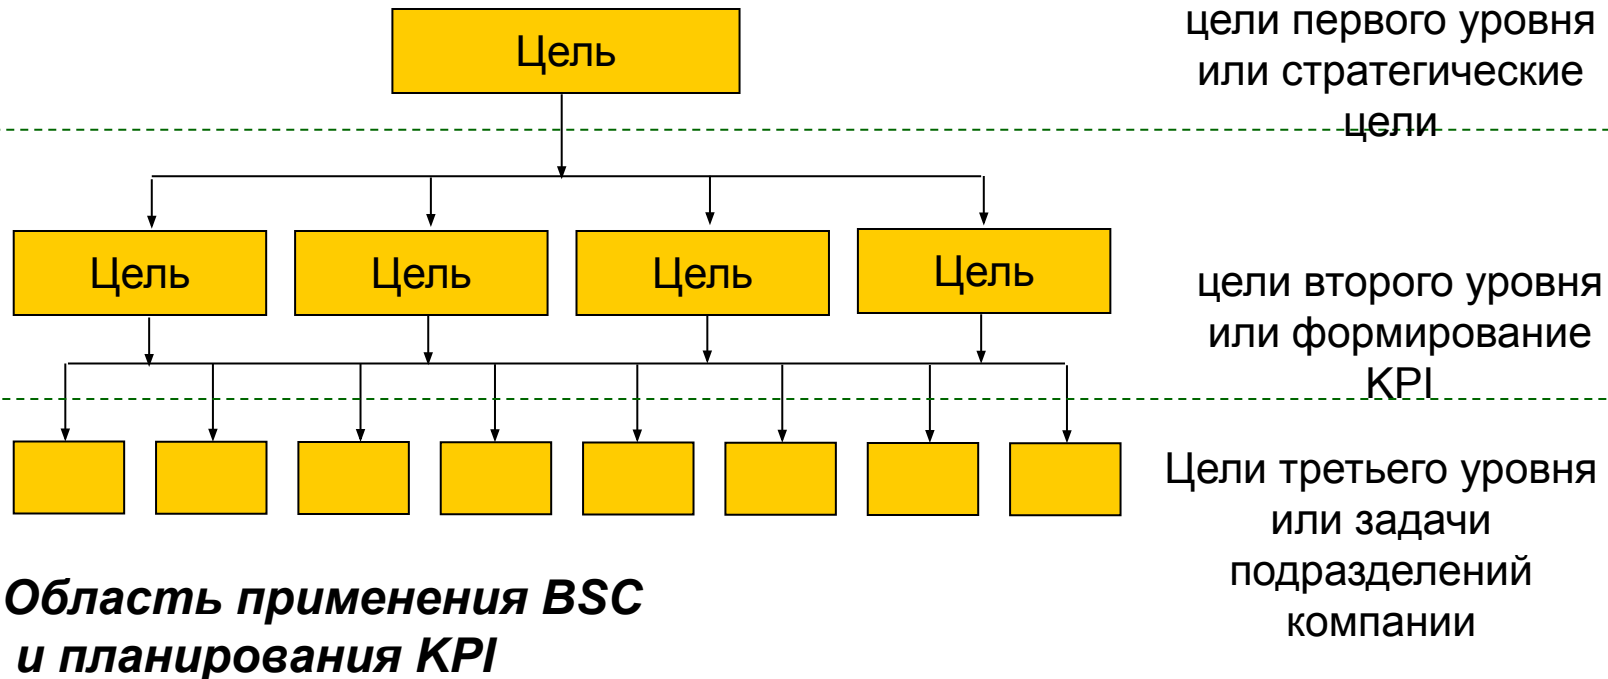 Цель
цели первого уровня
или стратегические
цели
Цель
Цель
Цель
Цель
цели второго уровня
или формирование
KPI
Цели третьего уровня
или задачи
подразделений
компании
Область применения BSC
и планирования KPI